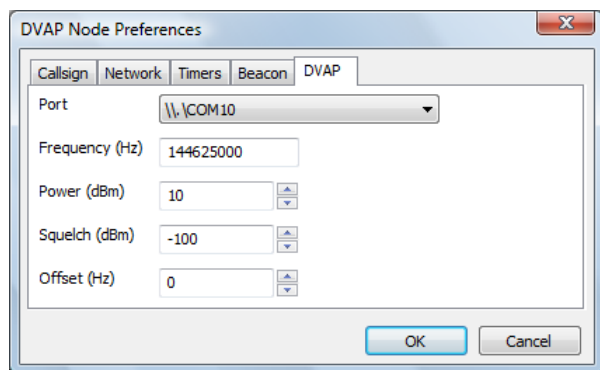 DVAP Node Preferences
Callsign Network Timers Beacon DVAP
Port \\.\COM10
Frequency (Hz) 144625000
Power (dBm) 10
Squelch (dBm) -100
Offset (Hz) 0
OK Cancel